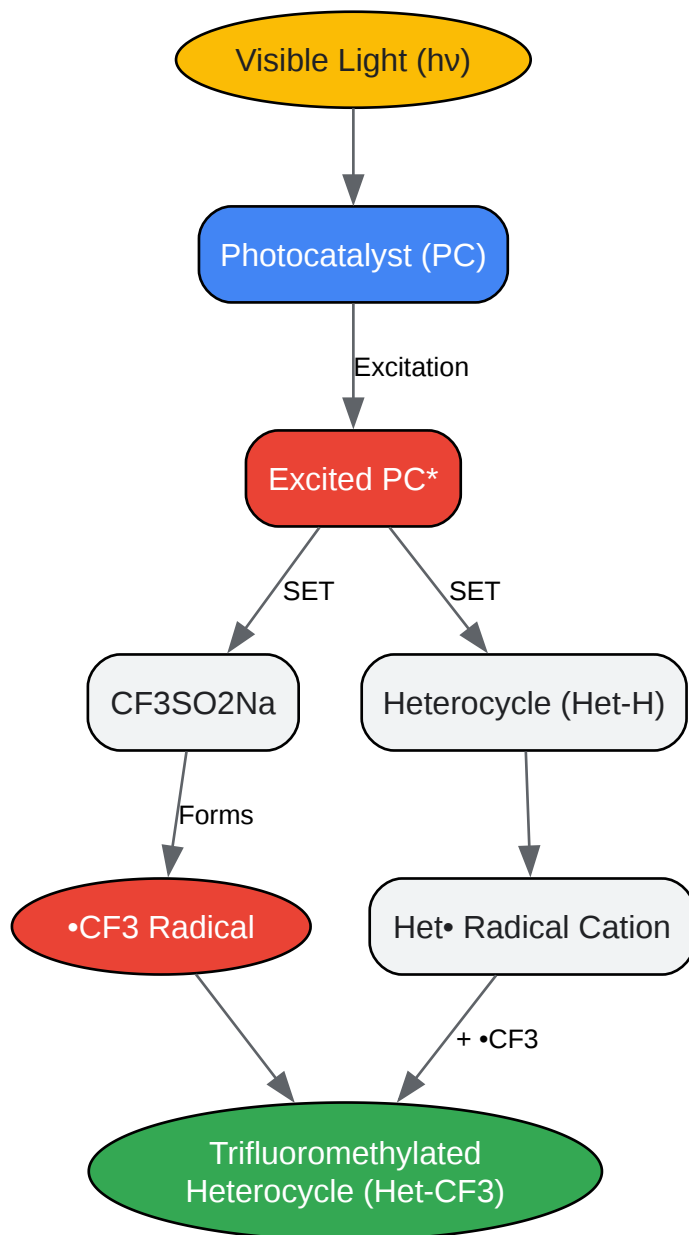 Visible Light (hν)
Photocatalyst (PC)
Excitation
Excited PC*
SET
SET
CF3SO2Na
Heterocycle (Het-H)
Forms
•CF3 Radical
Het• Radical Cation
+ •CF3
Trifluoromethylated
Heterocycle (Het-CF3)